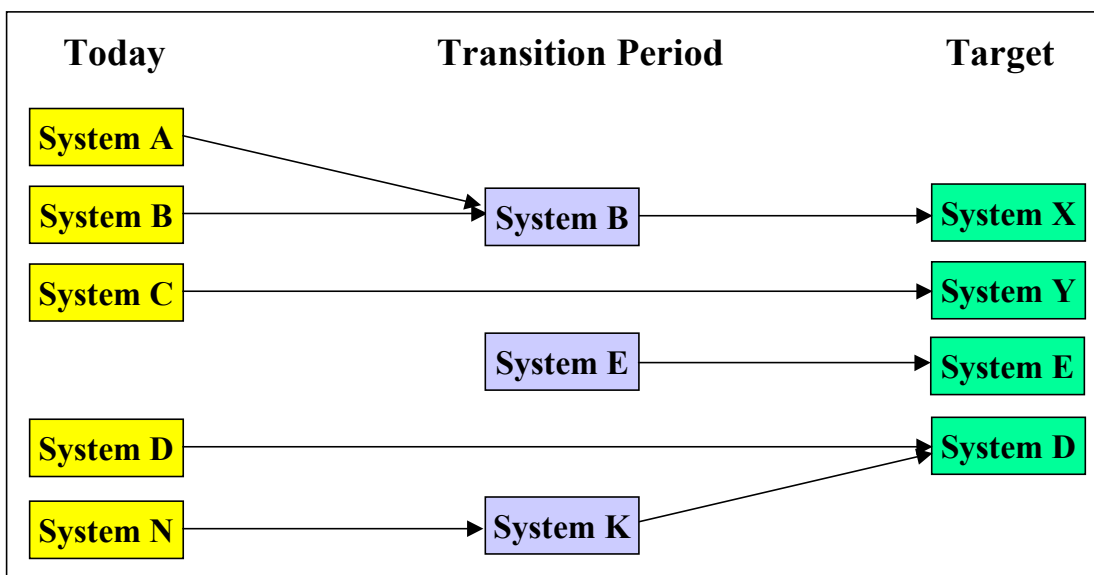 Today Transition Period Target
System A
System B System B System X
System C System Y
System E System E
System D System D
System N System K